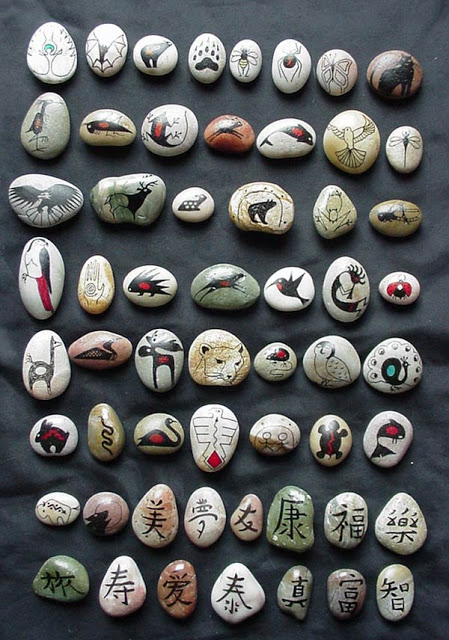 美 夢 友 康 福 樂
旅 寿 爱 泰 真 富 智